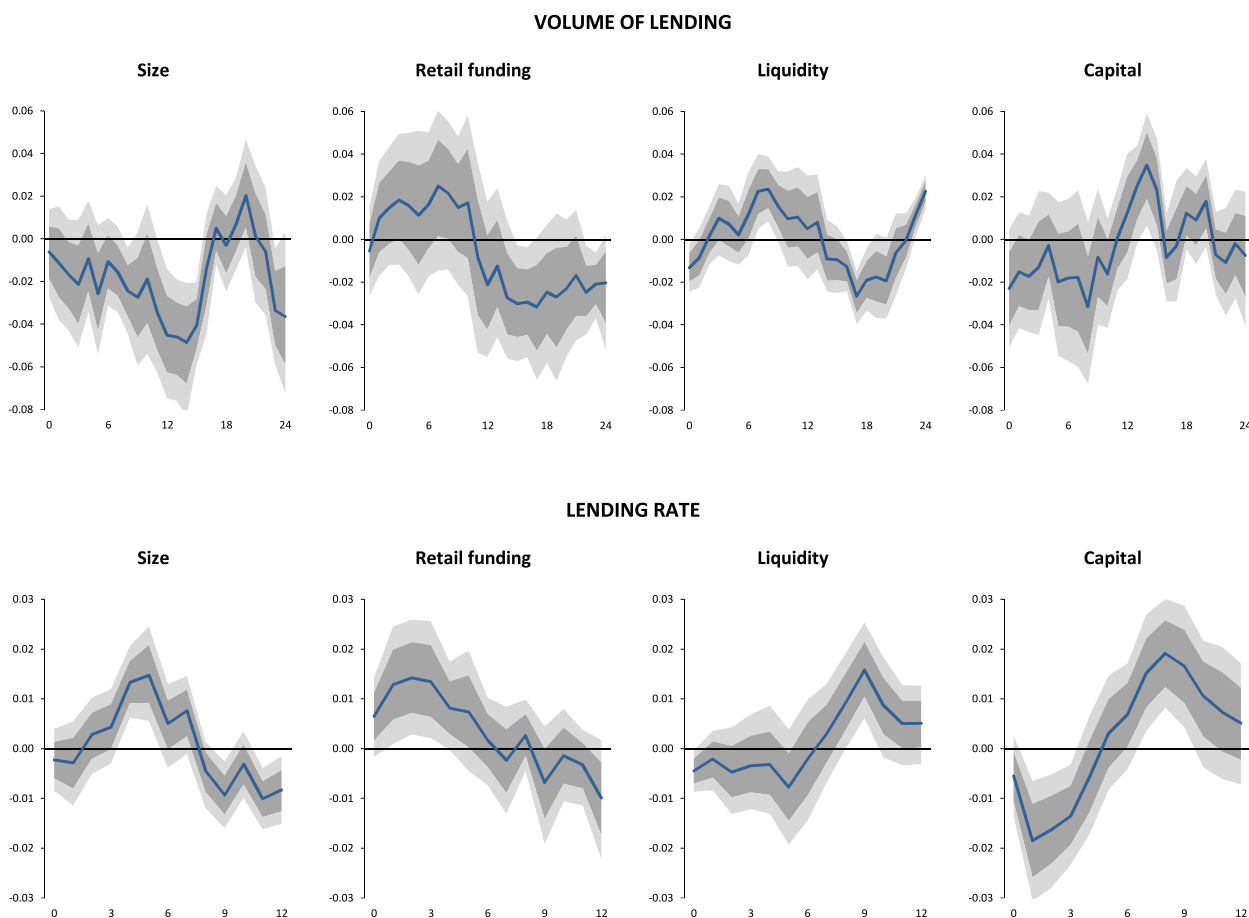 VOLUME OF LENDING
Size Retail funding Liquidity Capital
0.06 0.06 0.06 0.06
0.04 0.04 0.04 0.04
0.02 0.02 0.02 0.02
0.00 0.00 0.00 0.00
-0.02 -0.02 -0.02 -0.02
-0.04 -0.04 -0.04 -0.04
-0.06 -0.06 -0.06 -0.06
-0.08 -0.08 -0.08 -0.08
0 6 12 18 24 0 6 12 18 24 0 6 12 18 24 0 6 12 18 24
LENDING RATE
Size Retail funding Liquidity Capital
0.03 0.03 0.03 0.03
0.02 0.02 0.02 0.02
0.01 0.01 0.01 0.01
0.00 0.00 0.00 0.00
-0.01 -0.01 -0.01 -0.01
-0.02 -0.02 -0.02 -0.02
-0.03 -0.03 -0.03 -0.03
0 3 6 9 12 0 3 6 9 12 0 3 6 9 12 0 3 6 9 12